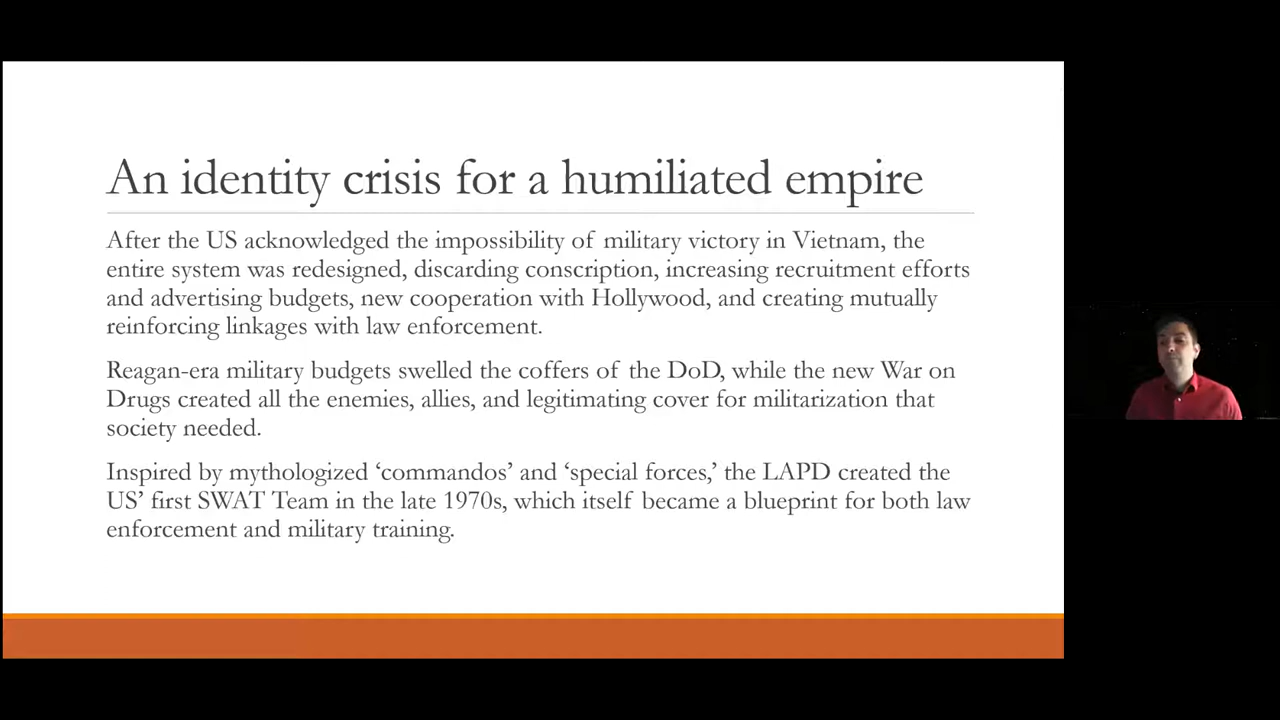 An identity crisis for a humiliated empire
After the US acknowledged the impossibility of military victory in Vietnam, the
entire system was redesigned, discarding conscription, increasing recruitment efforts
and advertising budgets, new cooperation with Hollywood, and creating mutually
reinforcing linkages with law enforcement.
Reagan-era military budgets swelled the coffers of the DoD, while the new War on
Drugs created all the enemies, allies, and legitimating cover for militarization that
society needed.
Inspired by mythologized ‘commandos’ and ‘special forces,’ the LAPD created the
US’ first SWAT Team in the late 1970s, which itself became a blueprint for both law
enforcement and military training.